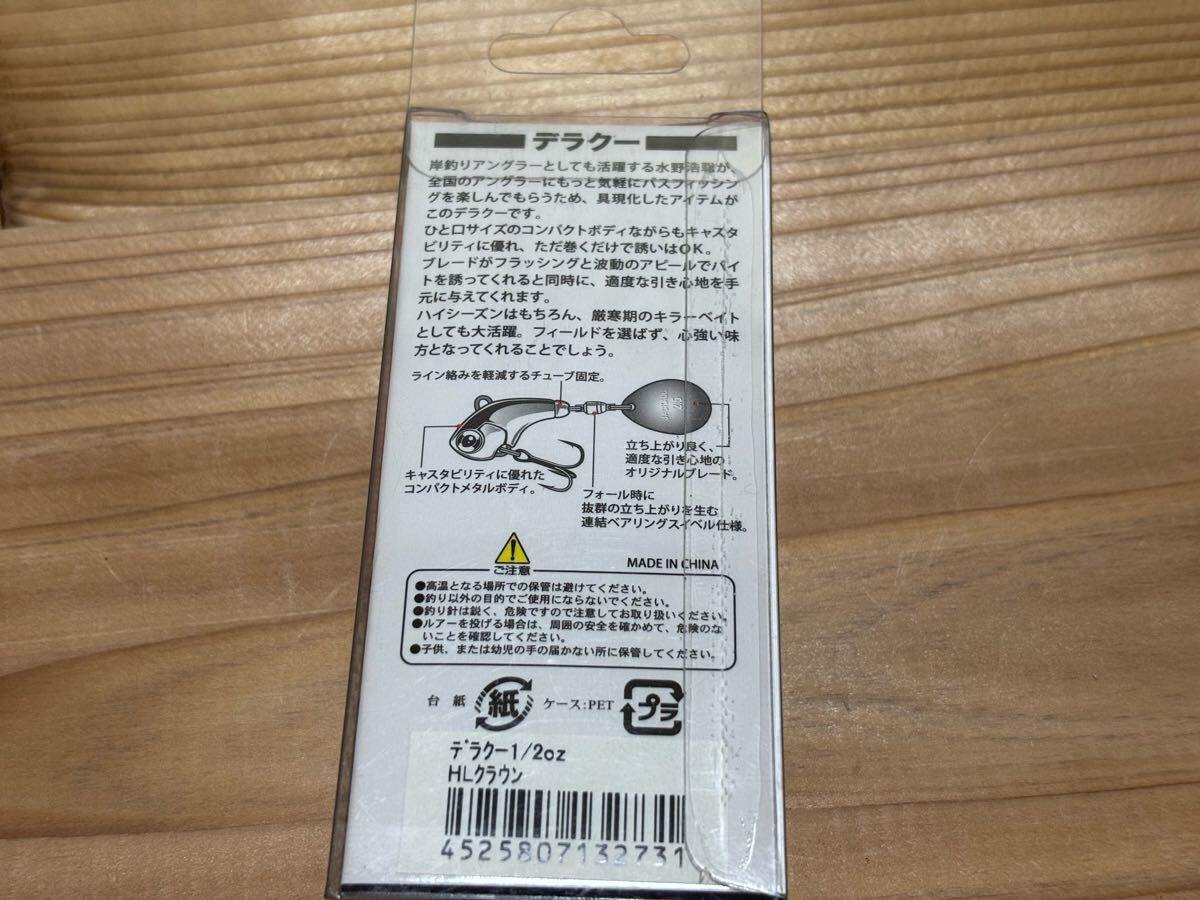 デラクー
岸釣りアングラーとしても活躍する水野浩聡が、
全国のアングラーにもっと気軽にバスフィッシン
グを楽しんでもらうため、具現化したアイテムが
このデラクーです。
ひと口サイズのコンパクトボディながらもキャスタ
ビリティに優れ、ただ巻くだけで誘いはOK。
ブレードがフラッシングと波動のアピールでバイ
トを誘ってくれると同時に、適度な引き心地を手
元に与えてくれます。
ハイシーズンはもちろん、厳寒期のキラーベイト
としても大活躍。フィールドを選ばず、心強い味
方となってくれることでしょう。
ライン絡みを軽減するチューブ固定。
立ち上がり良く、
適度な引き心地の
オリジナルブレード。
キャスタビリティに優れた
コンパクトメタルボディ。
フォール時に
抜群の立ち上がりを生む
連結ベアリングスイベル仕様。
ご注意
MADE IN CHINA
●高温となる場所での保管は避けてください。
●釣り以外の目的でご使用にならないでください。
●釣り針は鋭く、危険ですので注意してお取り扱いください。
●ルアーを投げる場合は、周囲の安全を確かめて、危険のな
いことを確認してください。
●子供、または幼児の手の届かない所に保管してください。
台紙 紙 ケース:PET プラ
デラクー1/2oz
HLクラウン
4525807132731